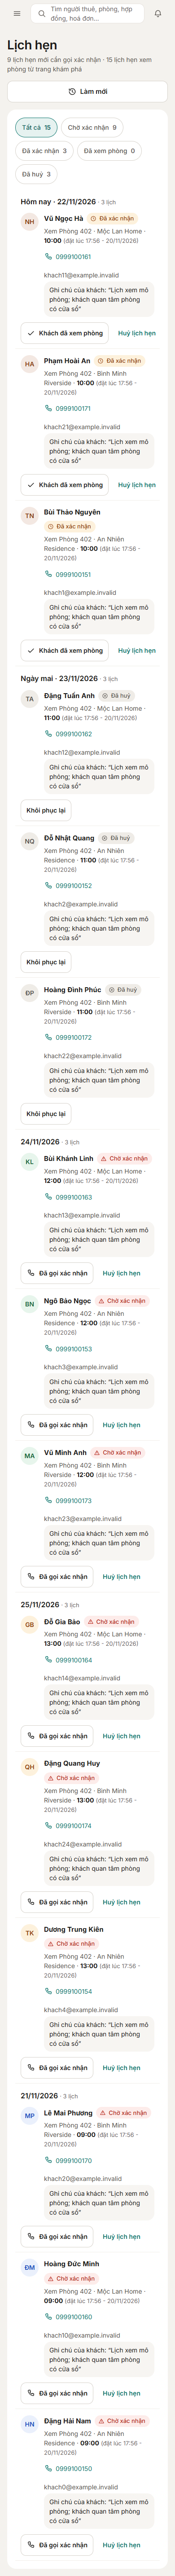 Tìm người thuê, phòng, hợp
đồng, hoá đơn...
Lịch hẹn
9 lịch hẹn mới cần gọi xác nhận · 15 lịch hẹn xem
phòng từ trang khám phá
Làm mới
Tất cả 15
Chờ xác nhận 9
Đã xác nhận 3
Đã xem phòng 0
Đã huỷ 3
Hôm nay · 22/11/2026 · 3 lịch
NH
Vũ Ngọc Hà
Đã xác nhận
Xem Phòng 402 · Mộc Lan Home ·
10:00 (đặt lúc 17:56 · 20/11/2026)
0999100161
khach11@example.invalid
Ghi chú của khách: “Lịch xem mô
phỏng; khách quan tâm phòng
có cửa sổ”
Khách đã xem phòng
Huỷ lịch hẹn
HA
Phạm Hoài An
Đã xác nhận
Xem Phòng 402 · Bình Minh
Riverside · 10:00 (đặt lúc 17:56 ·
20/11/2026)
0999100171
khach21@example.invalid
Ghi chú của khách: “Lịch xem mô
phỏng; khách quan tâm phòng
có cửa sổ”
Khách đã xem phòng
Huỷ lịch hẹn
TN
Bùi Thảo Nguyên
Đã xác nhận
Xem Phòng 402 · An Nhiên
Residence · 10:00 (đặt lúc 17:56 ·
20/11/2026)
0999100151
khach1@example.invalid
Ghi chú của khách: “Lịch xem mô
phỏng; khách quan tâm phòng
có cửa sổ”
Khách đã xem phòng
Huỷ lịch hẹn
Ngày mai · 23/11/2026 · 3 lịch
TA
Đặng Tuấn Anh
Đã huỷ
Xem Phòng 402 · Mộc Lan Home ·
11:00 (đặt lúc 17:56 · 20/11/2026)
0999100162
khach12@example.invalid
Ghi chú của khách: “Lịch xem mô
phỏng; khách quan tâm phòng
có cửa sổ”
Khôi phục lại
NQ
Đỗ Nhật Quang
Đã huỷ
Xem Phòng 402 · An Nhiên
Residence · 11:00 (đặt lúc 17:56 ·
20/11/2026)
0999100152
khach2@example.invalid
Ghi chú của khách: “Lịch xem mô
phỏng; khách quan tâm phòng
có cửa sổ”
Khôi phục lại
ĐP
Hoàng Đình Phúc
Đã huỷ
Xem Phòng 402 · Bình Minh
Riverside · 11:00 (đặt lúc 17:56 ·
20/11/2026)
0999100172
khach22@example.invalid
Ghi chú của khách: “Lịch xem mô
phỏng; khách quan tâm phòng
có cửa sổ”
Khôi phục lại
24/11/2026 · 3 lịch
KL
Bùi Khánh Linh
Chờ xác nhận
Xem Phòng 402 · Mộc Lan Home ·
12:00 (đặt lúc 17:56 · 20/11/2026)
0999100163
khach13@example.invalid
Ghi chú của khách: “Lịch xem mô
phỏng; khách quan tâm phòng
có cửa sổ”
Đã gọi xác nhận
Huỷ lịch hẹn
BN
Ngô Bảo Ngọc
Chờ xác nhận
Xem Phòng 402 · An Nhiên
Residence · 12:00 (đặt lúc 17:56 ·
20/11/2026)
0999100153
khach3@example.invalid
Ghi chú của khách: “Lịch xem mô
phỏng; khách quan tâm phòng
có cửa sổ”
Đã gọi xác nhận
Huỷ lịch hẹn
MA
Vũ Minh Anh
Chờ xác nhận
Xem Phòng 402 · Bình Minh
Riverside · 12:00 (đặt lúc 17:56 ·
20/11/2026)
0999100173
khach23@example.invalid
Ghi chú của khách: “Lịch xem mô
phỏng; khách quan tâm phòng
có cửa sổ”
Đã gọi xác nhận
Huỷ lịch hẹn
25/11/2026 · 3 lịch
GB
Đỗ Gia Bảo
Chờ xác nhận
Xem Phòng 402 · Mộc Lan Home ·
13:00 (đặt lúc 17:56 · 20/11/2026)
0999100164
khach14@example.invalid
Ghi chú của khách: “Lịch xem mô
phỏng; khách quan tâm phòng
có cửa sổ”
Đã gọi xác nhận
Huỷ lịch hẹn
QH
Đặng Quang Huy
Chờ xác nhận
Xem Phòng 402 · Bình Minh
Riverside · 13:00 (đặt lúc 17:56 ·
20/11/2026)
0999100174
khach24@example.invalid
Ghi chú của khách: “Lịch xem mô
phỏng; khách quan tâm phòng
có cửa sổ”
Đã gọi xác nhận
Huỷ lịch hẹn
TK
Dương Trung Kiên
Chờ xác nhận
Xem Phòng 402 · An Nhiên
Residence · 13:00 (đặt lúc 17:56 ·
20/11/2026)
0999100154
khach4@example.invalid
Ghi chú của khách: “Lịch xem mô
phỏng; khách quan tâm phòng
có cửa sổ”
Đã gọi xác nhận
Huỷ lịch hẹn
21/11/2026 · 3 lịch
MP
Lê Mai Phương
Chờ xác nhận
Xem Phòng 402 · Bình Minh
Riverside · 09:00 (đặt lúc 17:56 ·
20/11/2026)
0999100170
khach20@example.invalid
Ghi chú của khách: “Lịch xem mô
phỏng; khách quan tâm phòng
có cửa sổ”
Đã gọi xác nhận
Huỷ lịch hẹn
ĐM
Hoàng Đức Minh
Chờ xác nhận
Xem Phòng 402 · Mộc Lan Home ·
09:00 (đặt lúc 17:56 · 20/11/2026)
0999100160
khach10@example.invalid
Ghi chú của khách: “Lịch xem mô
phỏng; khách quan tâm phòng
có cửa sổ”
Đã gọi xác nhận
Huỷ lịch hẹn
HN
Đặng Hải Nam
Chờ xác nhận
Xem Phòng 402 · An Nhiên
Residence · 09:00 (đặt lúc 17:56 ·
20/11/2026)
0999100150
khach0@example.invalid
Ghi chú của khách: “Lịch xem mô
phỏng; khách quan tâm phòng
có cửa sổ”
Đã gọi xác nhận
Huỷ lịch hẹn